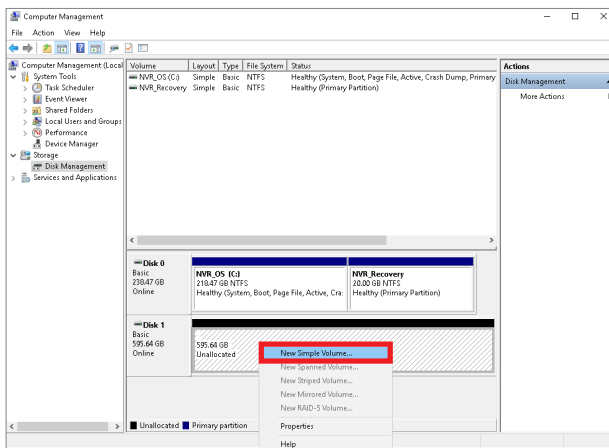 Computer Management
File Action View Help
Computer Management (Local
System Tools
Task Scheduler
Event Viewer
Shared Folders
Local Users and Groups
Performance
Device Manager
Storage
Disk Management
Services and Applications
Volume Layout Type File System Status
NVR_OS (C:) Simple Basic NTFS Healthy (System, Boot, Page File, Active, Crash Dump, Primary
NVR_Recovery Simple Basic NTFS Healthy (Primary Partition)
Actions
Disk Management
More Actions
Disk 0
Basic
238.47 GB
Online
NVR_OS (C:)
218.47 GB NTFS
Healthy (System, Boot, Page File, Active, Cra:
NVR_Recovery
20.00 GB NTFS
Healthy (Primary Partition)
Disk 1
Basic
595.64 GB
Online
595.64 GB
Unallocated
New Simple Volume...
New Spanned Volume...
New Striped Volume...
New Mirrored Volume...
New RAID-5 Volume...
Properties
Help
Unallocated Primary partition